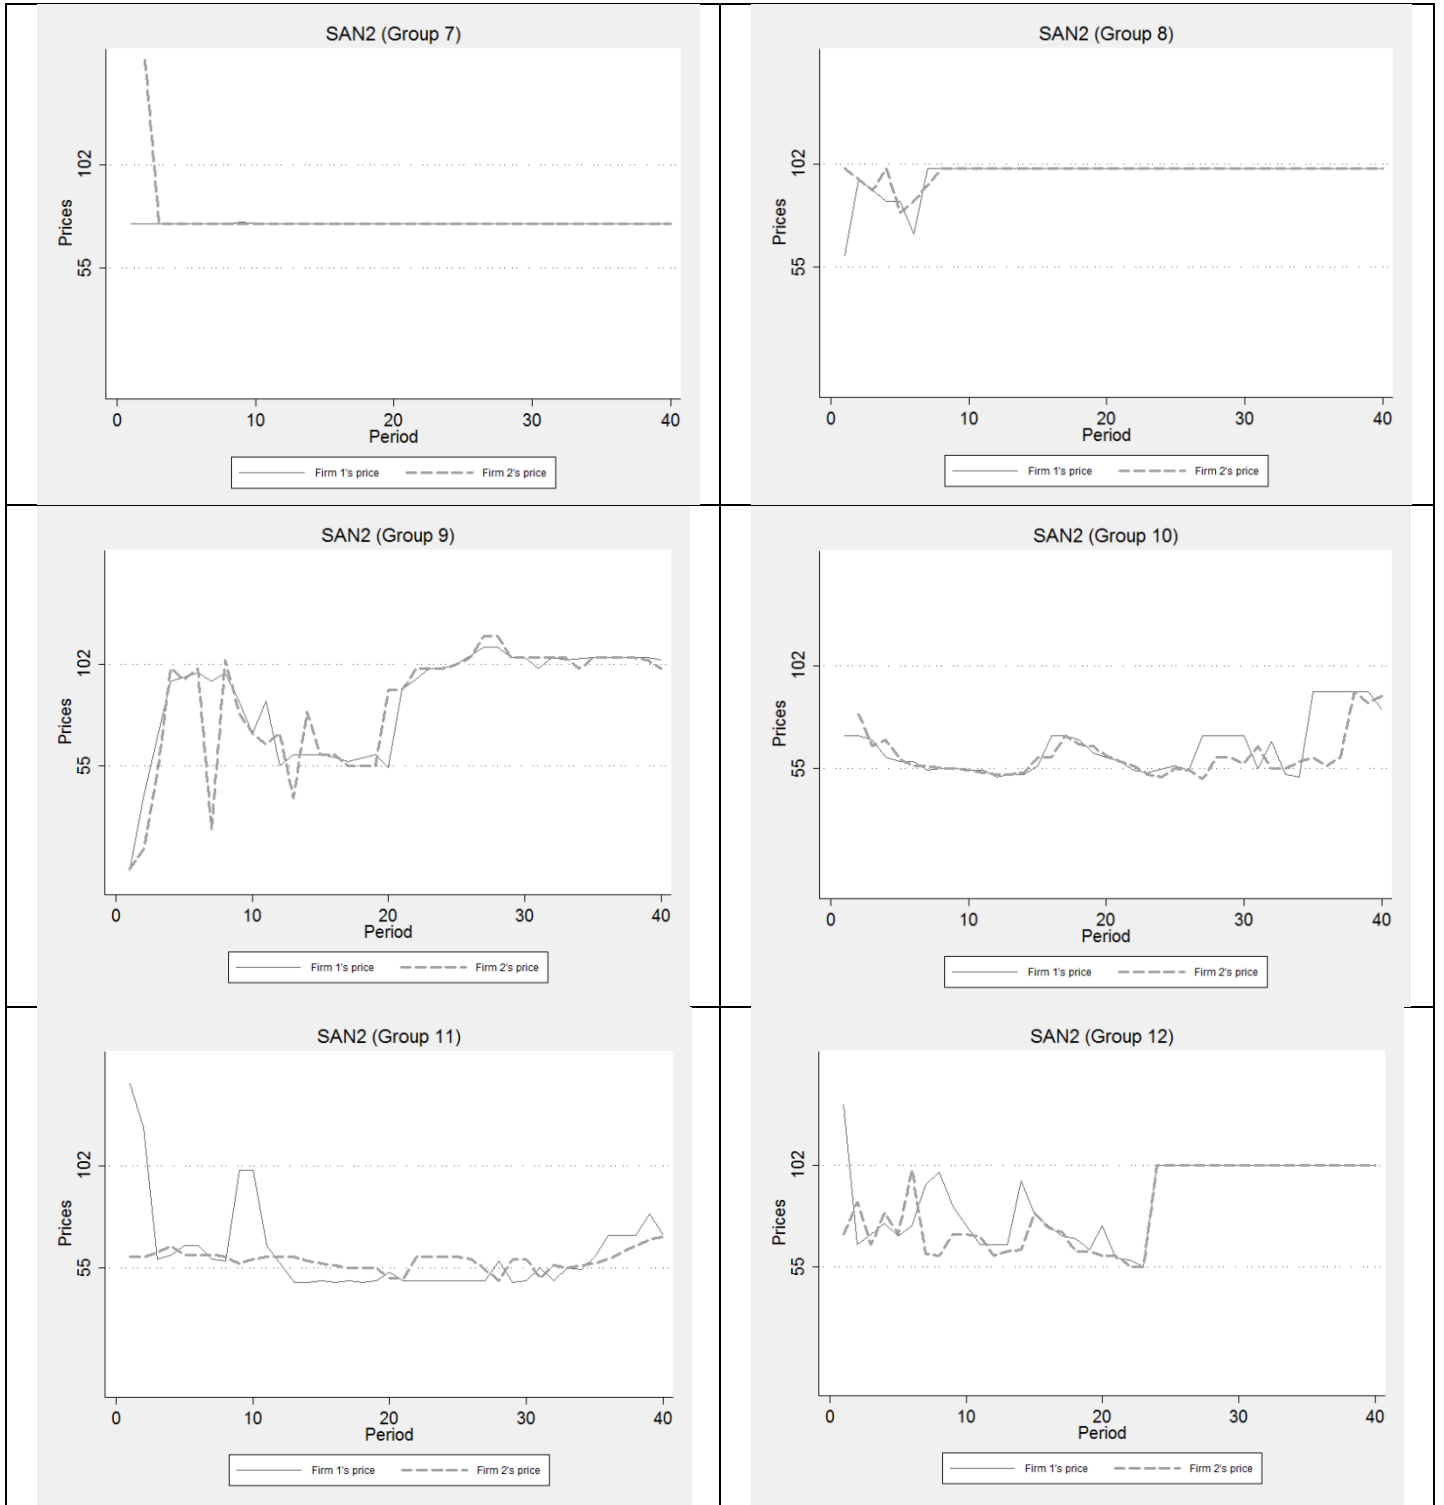 SAN2 (Group 7)
102
55
Prices
0 10 20 30 40
Period
Firm 1's price Firm 2's price
SAN2 (Group 8)
102
55
Prices
0 10 20 30 40
Period
Firm 1's price Firm 2's price
SAN2 (Group 9)
102
55
Prices
0 10 20 30 40
Period
Firm 1's price Firm 2's price
SAN2 (Group 10)
102
55
Prices
0 10 20 30 40
Period
Firm 1's price Firm 2's price
SAN2 (Group 11)
102
55
Prices
0 10 20 30 40
Period
Firm 1's price Firm 2's price
SAN2 (Group 12)
102
55
Prices
0 10 20 30 40
Period
Firm 1's price Firm 2's price